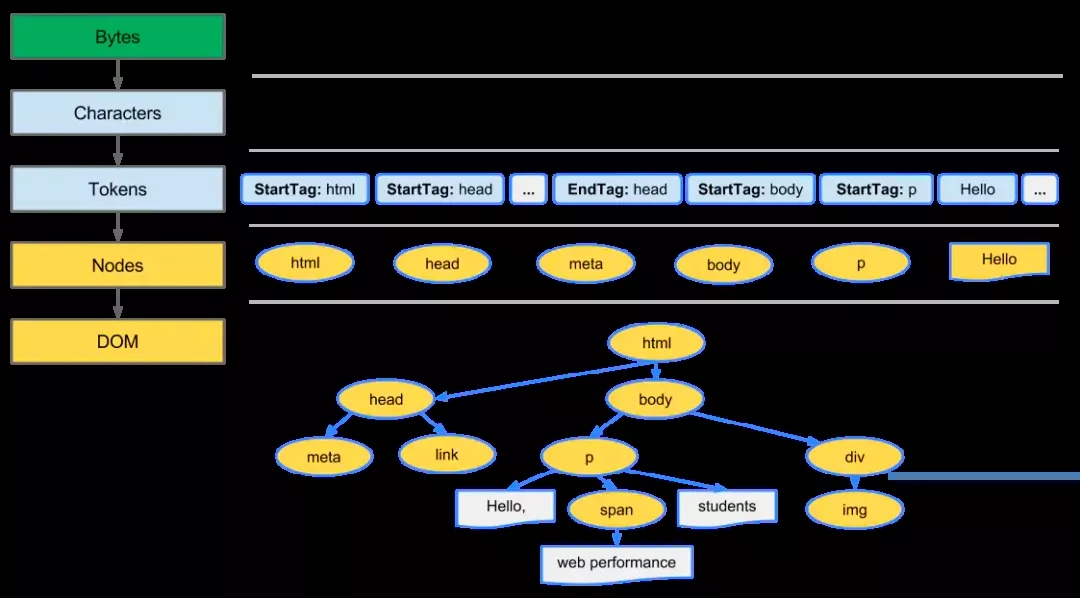 Bytes
Characters
Tokens
StartTag: html StartTag: head ... EndTag: head StartTag: body StartTag: p Hello ...
Nodes
html head meta body p Hello
DOM
html
head body
meta link p div
Hello, span students img
web performance